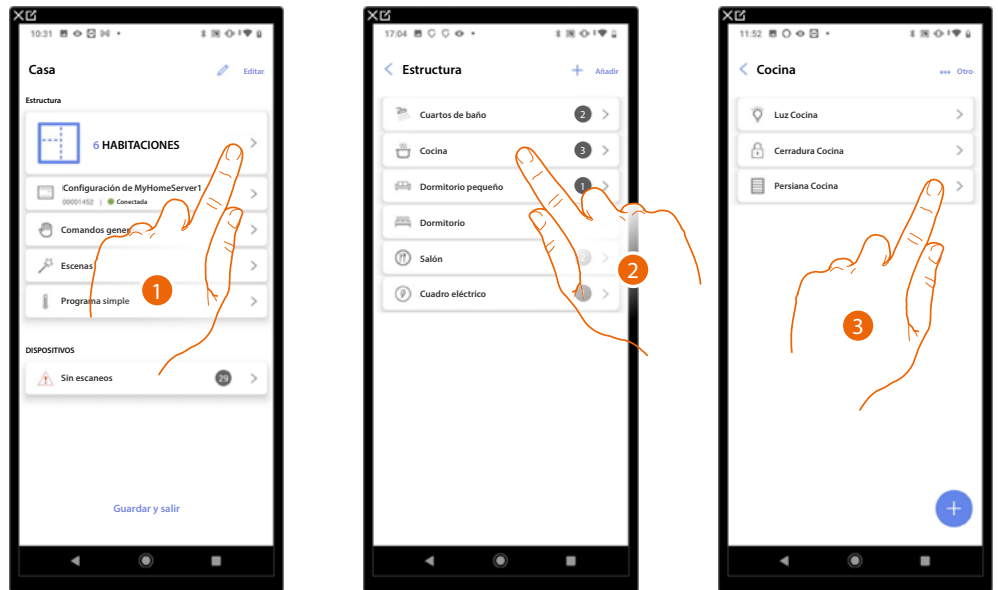 10:31
Casa
Editar
Estructura
6 HABITACIONES
Configuración de MyHomeServer1
00001452 | Conectada
Comandos gener
Escenas
Programa simple
1
DISPOSITIVOS
Sin escaneos
29
Guardar y salir
17:04
Estructura
Añadir
Cuartos de baño
2
Cocina
3
Dormitorio pequeño
1
Dormitorio
Salón
2
Cuadro eléctrico
2
11:52
Cocina
Otro
Luz Cocina
Cerradura Cocina
Persiana Cocina
3